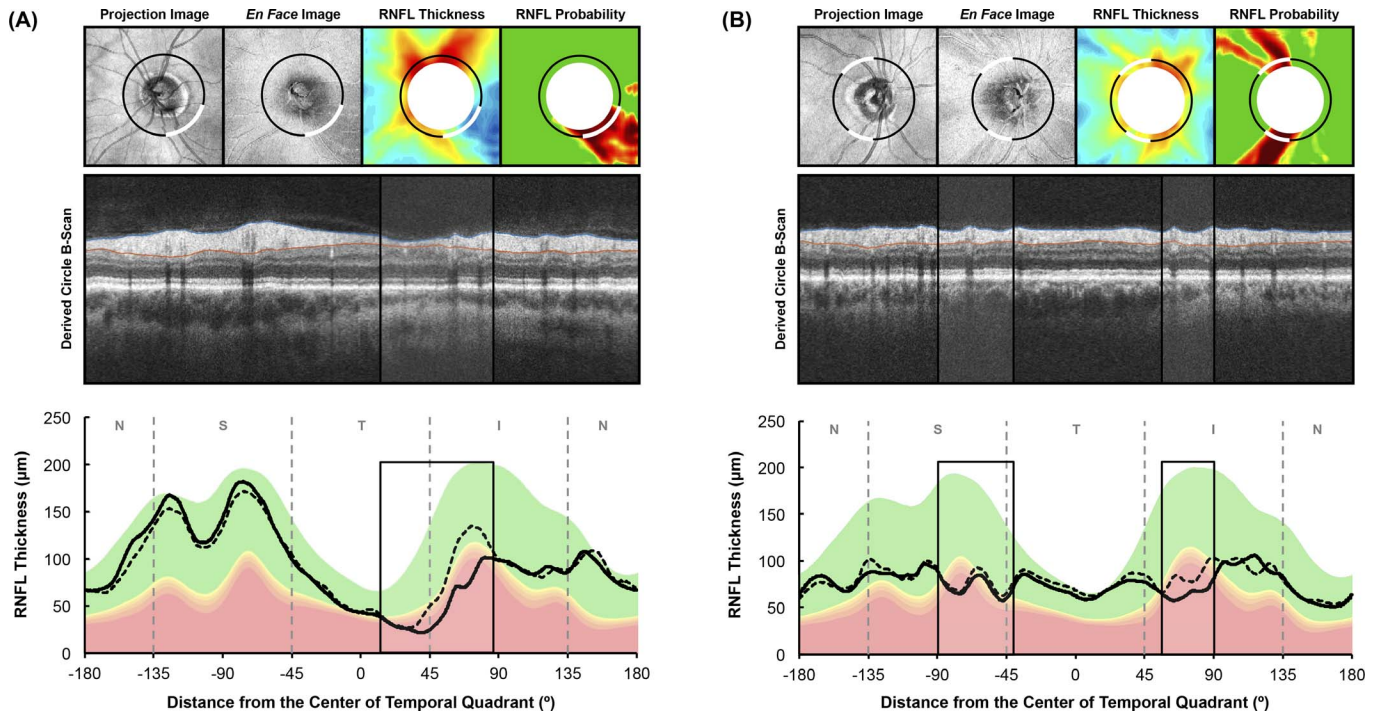 (A)
Projection Image En Face Image RNFL Thickness RNFL Probability
Derived Circle B-Scan
RNFL Thickness (µm)
250
200
150
100
50
0
N S T I N
-180 -135 -90 -45 0 45 90 135 180
Distance from the Center of Temporal Quadrant (º)
(B)
Projection Image En Face Image RNFL Thickness RNFL Probability
Derived Circle B-Scan
RNFL Thickness (µm)
250
200
150
100
50
0
N S T I N
-180 -135 -90 -45 0 45 90 135 180
Distance from the Center of Temporal Quadrant (º)